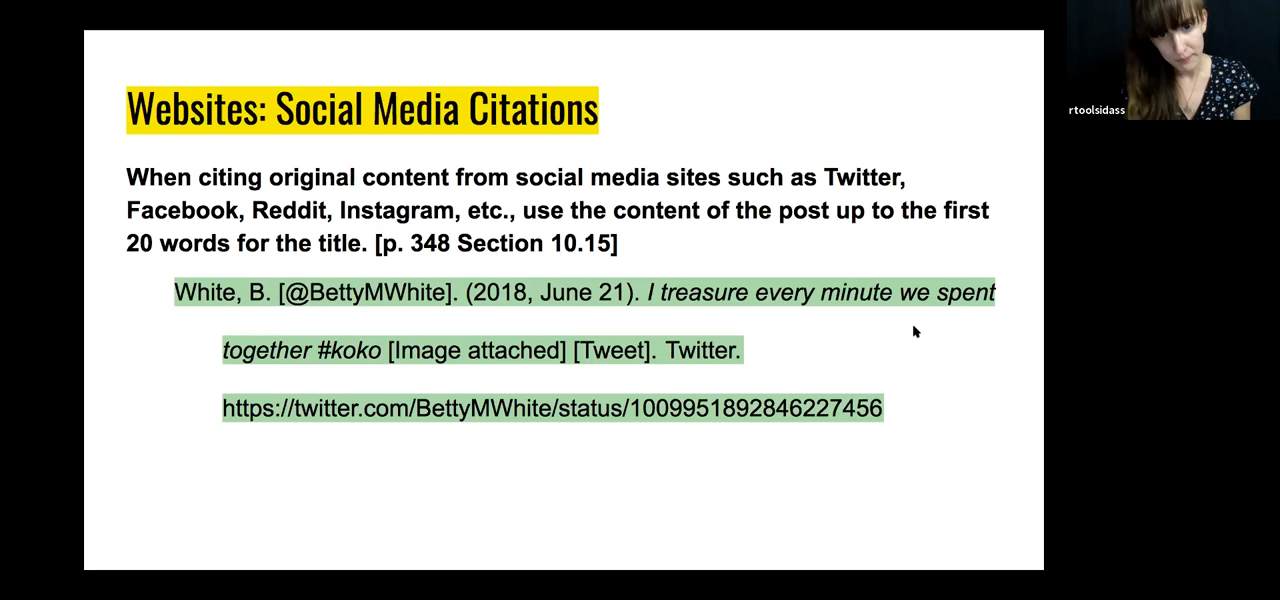 Websites: Social Media Citations
When citing original content from social media sites such as Twitter,
Facebook, Reddit, Instagram, etc., use the content of the post up to the first
20 words for the title. [p. 348 Section 10.15]
White, B. [@BettyMWhite]. (2018, June 21). I treasure every minute we spent
together #koko [Image attached] [Tweet]. Twitter.
https://twitter.com/BettyMWhite/status/1009951892846227456
rtoolsidass